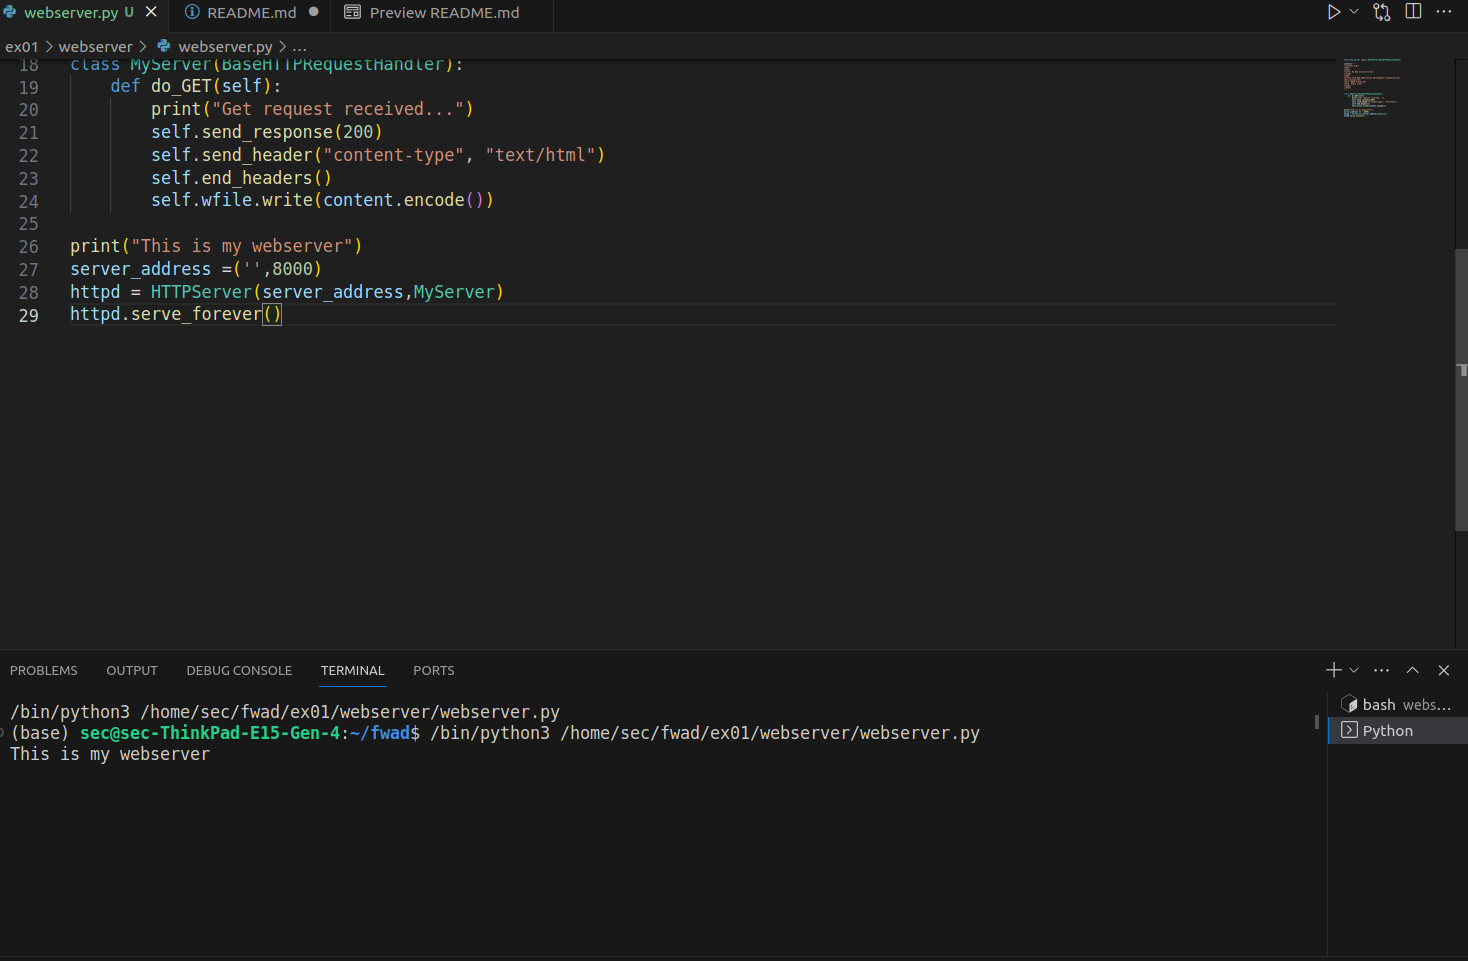 webserver.py U
README.md
Preview README.md
ex01 > webserver > webserver.py > ...
18 class MyServer(BaseHTTPRequestHandler):
19 def do_GET(self):
20 print("Get request received...")
21 self.send_response(200)
22 self.send_header("content-type", "text/html")
23 self.end_headers()
24 self.wfile.write(content.encode())
25
26 print("This is my webserver")
27 server_address =('',8000)
28 httpd = HTTPServer(server_address,MyServer)
29 httpd.serve_forever()
PROBLEMS OUTPUT DEBUG CONSOLE TERMINAL PORTS
/bin/python3 /home/sec/fwad/ex01/webserver/webserver.py
(base) sec@sec-ThinkPad-E15-Gen-4:~/fwad$ /bin/python3 /home/sec/fwad/ex01/webserver/webserver.py
This is my webserver
bash webs...
Python